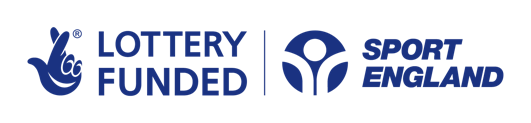 LOTTERY
FUNDED
®
SPORT
ENGLAND